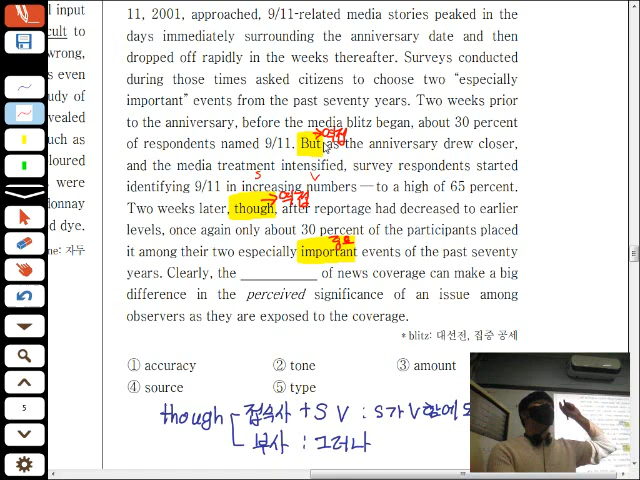 l input
cult to
wrong,
s even
udy of
vealed
uch as
loured
were
donnay
d dye.
ne: 자두
11, 2001, approached, 9/11-related media stories peaked in the
days immediately surrounding the anniversary date and then
dropped off rapidly in the weeks thereafter. Surveys conducted
during those times asked citizens to choose two “especially
important” events from the past seventy years. Two weeks prior
to the anniversary, before the media blitz began, about 30 percent
of respondents named 9/11. But as the anniversary drew closer,
→역접
and the media treatment intensified, survey respondents started
S V
identifying 9/11 in increasing numbers—to a high of 65 percent.
Two weeks later, though, after reportage had decreased to earlier
→역접
levels, once again only about 30 percent of the participants placed
it among their two especially important events of the past seventy
중요
years. Clearly, the ________ of news coverage can make a big
difference in the perceived significance of an issue among
observers as they are exposed to the coverage.
* blitz: 대선전, 집중 공세
① accuracy ② tone ③ amount
④ source ⑤ type
though 접속사 + S V : S가 V 함에도
부사 : 그러나
5